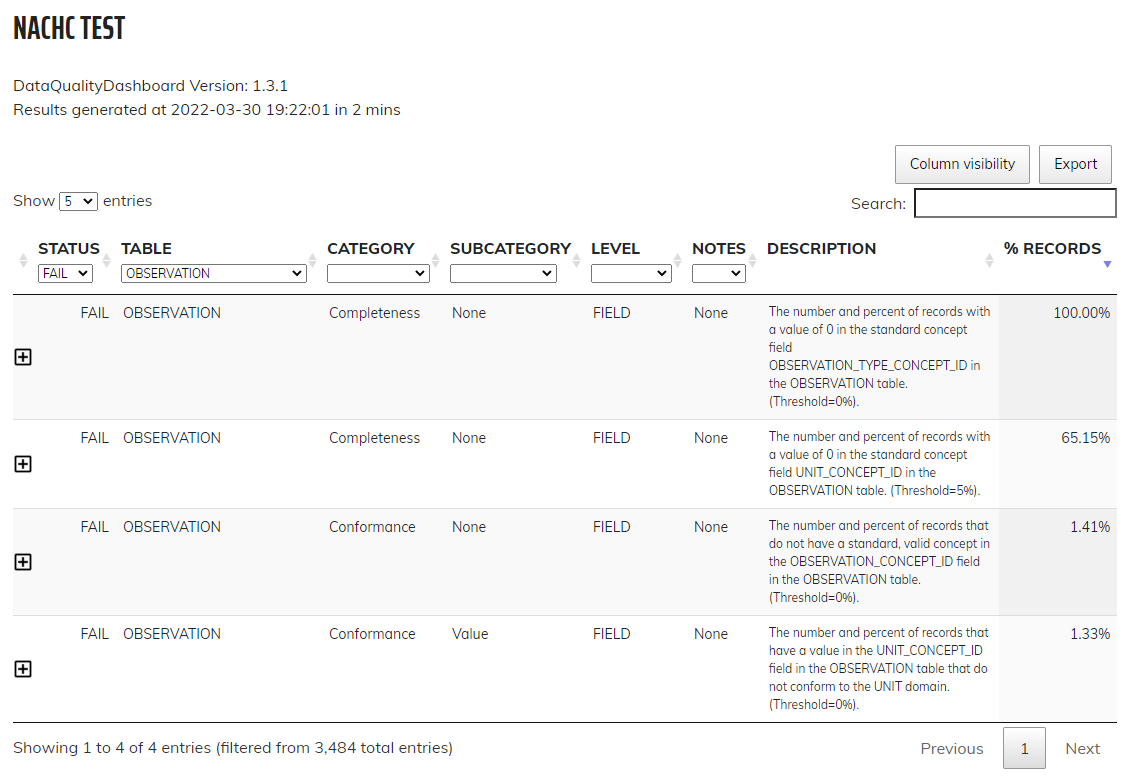 NACHC TEST
DataQualityDashboard Version: 1.3.1
Results generated at 2022-03-30 19:22:01 in 2 mins
Column visibility Export
Show 5 entries
Search:
STATUS TABLE CATEGORY SUBCATEGORY LEVEL NOTES DESCRIPTION % RECORDS
FAIL OBSERVATION
FAIL OBSERVATION Completeness None FIELD None The number and percent of records with 100.00%
a value of 0 in the standard concept
field
OBSERVATION_TYPE_CONCEPT_ID in
the OBSERVATION table.
(Threshold=0%).
FAIL OBSERVATION Completeness None FIELD None The number and percent of records with 65.15%
a value of 0 in the standard concept
field UNIT_CONCEPT_ID in the
OBSERVATION table. (Threshold=5%).
FAIL OBSERVATION Conformance None FIELD None The number and percent of records that 1.41%
do not have a standard, valid concept in
the OBSERVATION_CONCEPT_ID field
in the OBSERVATION table.
(Threshold=0%).
FAIL OBSERVATION Conformance Value FIELD None The number and percent of records that 1.33%
have a value in the UNIT_CONCEPT_ID
field in the OBSERVATION table that do
not conform to the UNIT domain.
(Threshold=0%).
Showing 1 to 4 of 4 entries (filtered from 3,484 total entries)
Previous 1 Next